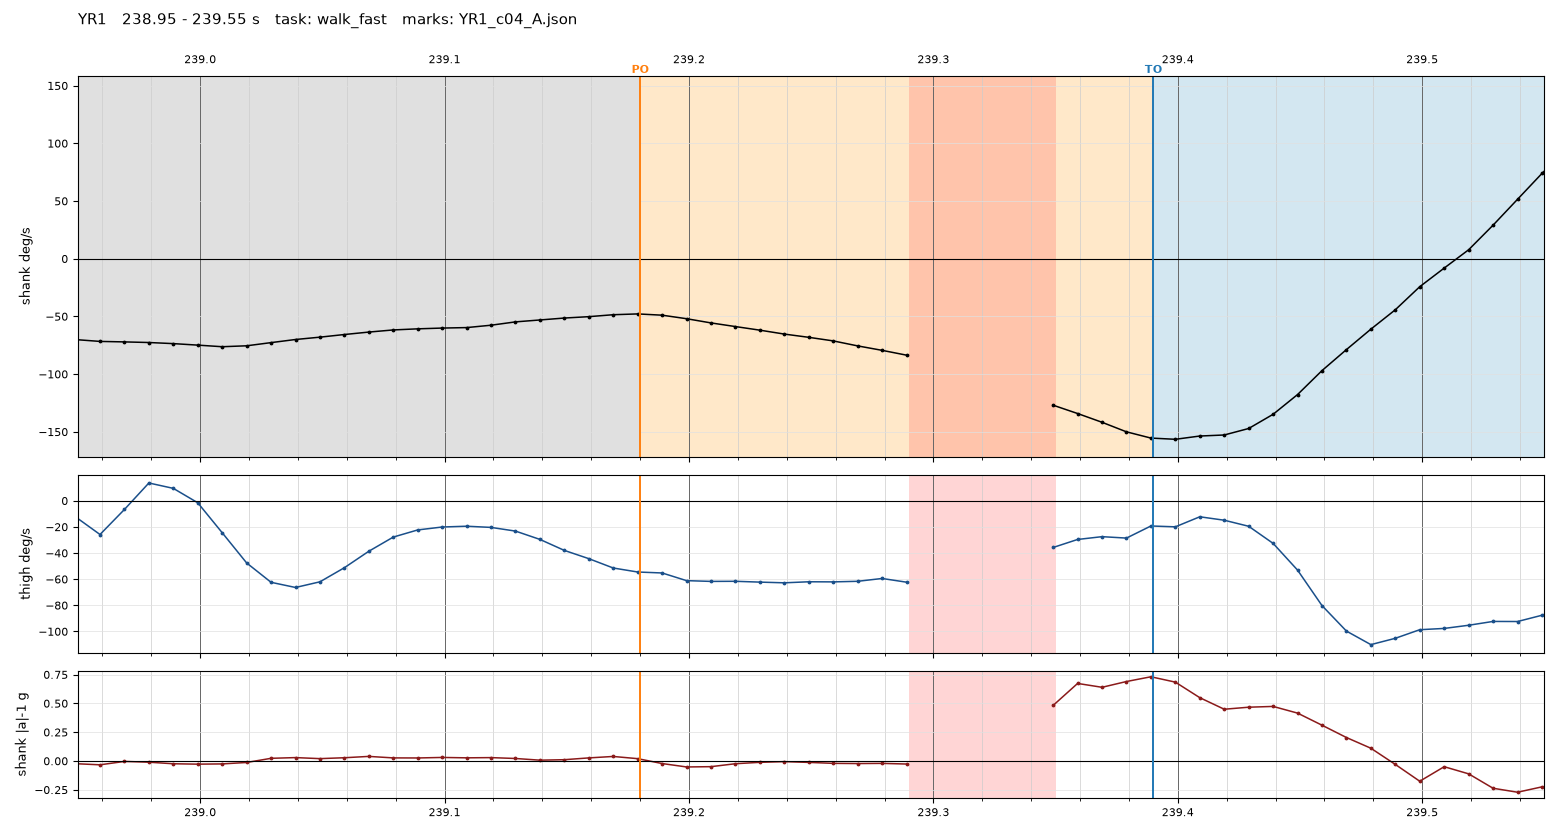 YR1   238.95 - 239.55 s   task: walk_fast   marks: YR1_c04_A.json
239.0 239.1 239.2 239.3 239.4 239.5
PO TO
shank deg/s
150
100
50
0
−50
−100
−150
thigh deg/s
0
−20
−40
−60
−80
−100
shank |a|-1 g
0.75
0.50
0.25
0.00
−0.25
239.0 239.1 239.2 239.3 239.4 239.5